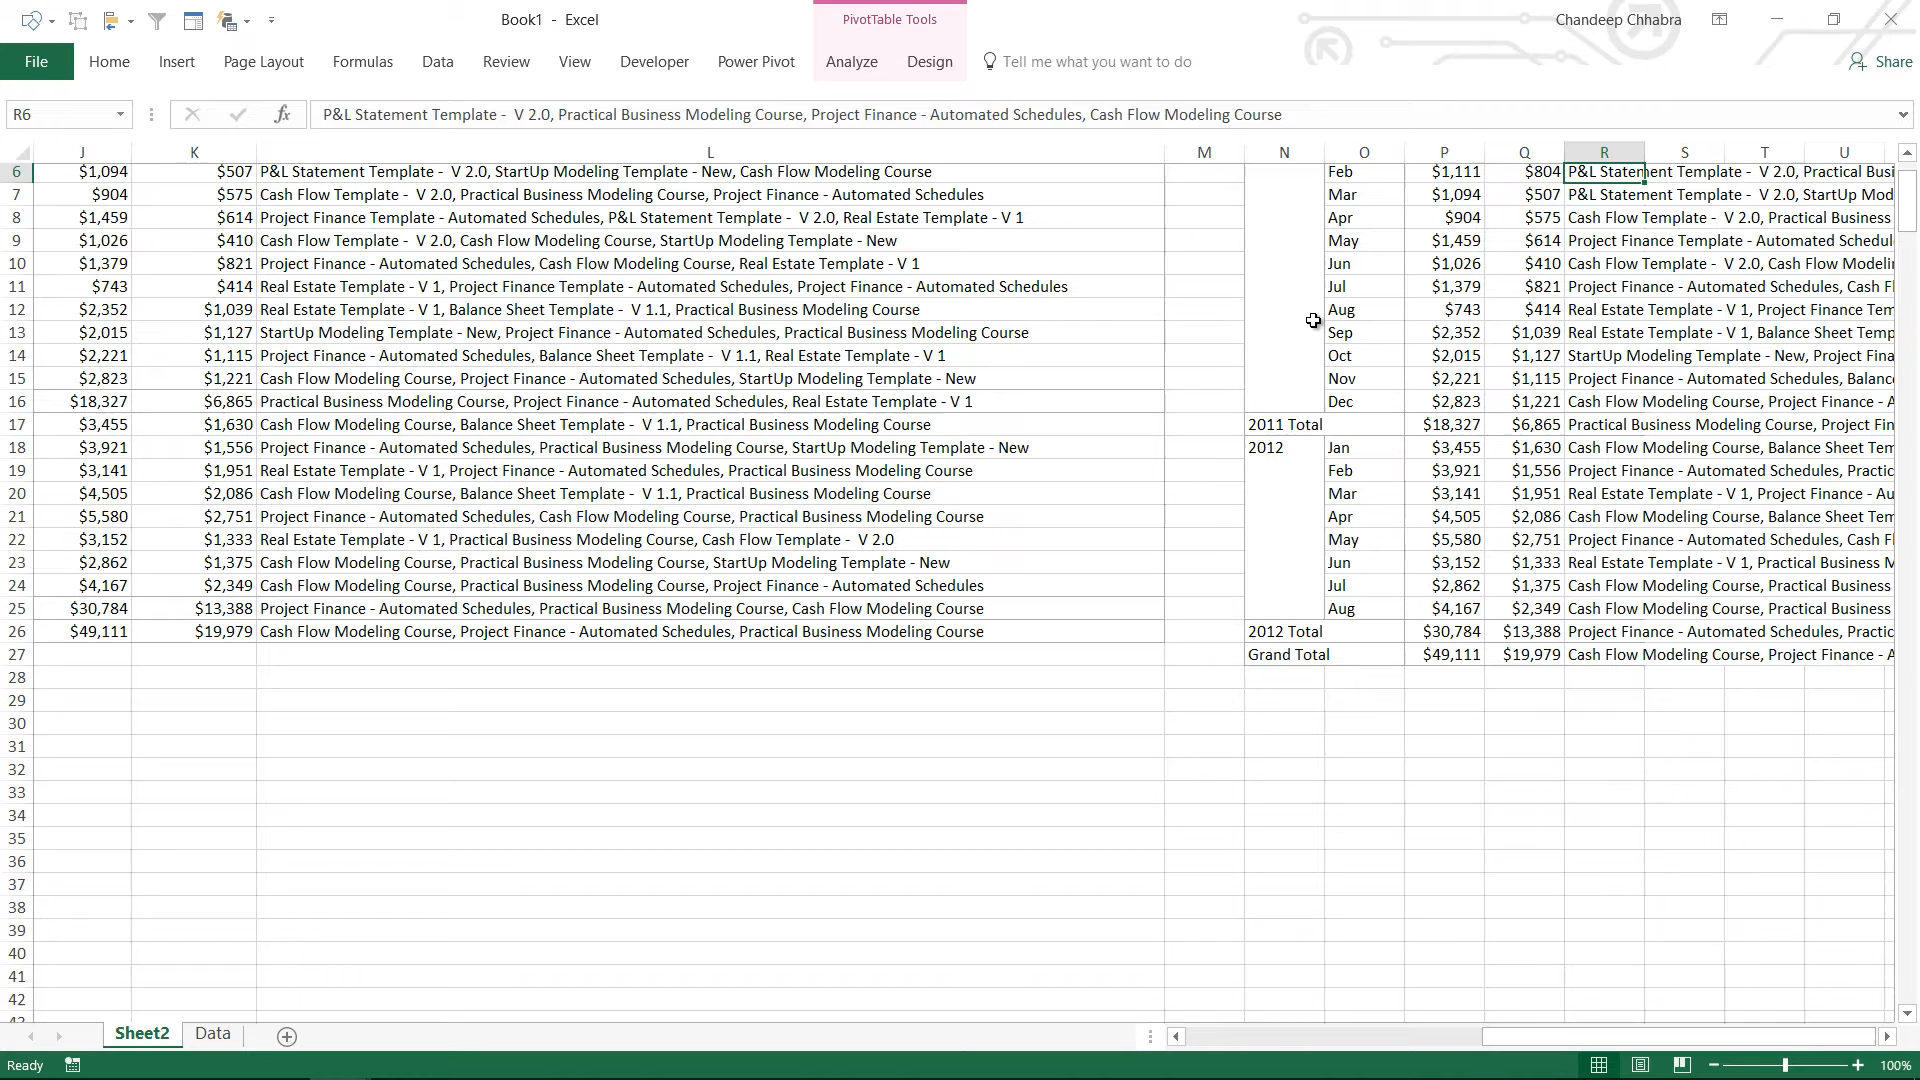 Book1 - Excel
PivotTable Tools
Chandeep Chhabra
File Home Insert Page Layout Formulas Data Review View Developer Power Pivot Analyze Design Tell me what you want to do Share
R6 fx P&L Statement Template -  V 2.0, Practical Business Modeling Course, Project Finance - Automated Schedules, Cash Flow Modeling Course
J K L M N O P Q R S T U
6 $1,094 $507 P&L Statement Template -  V 2.0, StartUp Modeling Template - New, Cash Flow Modeling Course Feb $1,111 $804 P&L Statement Template -  V 2.0, Practical Busi
7 $904 $575 Cash Flow Template -  V 2.0, Practical Business Modeling Course, Project Finance - Automated Schedules Mar $1,094 $507 P&L Statement Template -  V 2.0, StartUp Mod
8 $1,459 $614 Project Finance Template - Automated Schedules, P&L Statement Template -  V 2.0, Real Estate Template - V 1 Apr $904 $575 Cash Flow Template -  V 2.0, Practical Business
9 $1,026 $410 Cash Flow Template -  V 2.0, Cash Flow Modeling Course, StartUp Modeling Template - New May $1,459 $614 Project Finance Template - Automated Schedul
10 $1,379 $821 Project Finance - Automated Schedules, Cash Flow Modeling Course, Real Estate Template - V 1 Jun $1,026 $410 Cash Flow Template -  V 2.0, Cash Flow Modelin
11 $743 $414 Real Estate Template - V 1, Project Finance Template - Automated Schedules, Project Finance - Automated Schedules Jul $1,379 $821 Project Finance - Automated Schedules, Cash F
12 $2,352 $1,039 Real Estate Template - V 1, Balance Sheet Template -  V 1.1, Practical Business Modeling Course Aug $743 $414 Real Estate Template - V 1, Project Finance Tem
13 $2,015 $1,127 StartUp Modeling Template - New, Project Finance - Automated Schedules, Practical Business Modeling Course Sep $2,352 $1,039 Real Estate Template - V 1, Balance Sheet Temp
14 $2,221 $1,115 Project Finance - Automated Schedules, Balance Sheet Template -  V 1.1, Real Estate Template - V 1 Oct $2,015 $1,127 StartUp Modeling Template - New, Project Fina
15 $2,823 $1,221 Cash Flow Modeling Course, Project Finance - Automated Schedules, StartUp Modeling Template - New Nov $2,221 $1,115 Project Finance - Automated Schedules, Balanc
16 $18,327 $6,865 Practical Business Modeling Course, Project Finance - Automated Schedules, Real Estate Template - V 1 Dec $2,823 $1,221 Cash Flow Modeling Course, Project Finance - A
17 $3,455 $1,630 Cash Flow Modeling Course, Balance Sheet Template -  V 1.1, Practical Business Modeling Course 2011 Total $18,327 $6,865 Practical Business Modeling Course, Project Fin
18 $3,921 $1,556 Project Finance - Automated Schedules, Practical Business Modeling Course, StartUp Modeling Template - New 2012 Jan $3,455 $1,630 Cash Flow Modeling Course, Balance Sheet Tem
19 $3,141 $1,951 Real Estate Template - V 1, Project Finance - Automated Schedules, Practical Business Modeling Course Feb $3,921 $1,556 Project Finance - Automated Schedules, Practic
20 $4,505 $2,086 Cash Flow Modeling Course, Balance Sheet Template -  V 1.1, Practical Business Modeling Course Mar $3,141 $1,951 Real Estate Template - V 1, Project Finance - Au
21 $5,580 $2,751 Project Finance - Automated Schedules, Cash Flow Modeling Course, Practical Business Modeling Course Apr $4,505 $2,086 Cash Flow Modeling Course, Balance Sheet Tem
22 $3,152 $1,333 Real Estate Template - V 1, Practical Business Modeling Course, Cash Flow Template -  V 2.0 May $5,580 $2,751 Project Finance - Automated Schedules, Cash F
23 $2,862 $1,375 Cash Flow Modeling Course, Practical Business Modeling Course, StartUp Modeling Template - New Jun $3,152 $1,333 Real Estate Template - V 1, Practical Business M
24 $4,167 $2,349 Cash Flow Modeling Course, Practical Business Modeling Course, Project Finance - Automated Schedules Jul $2,862 $1,375 Cash Flow Modeling Course, Practical Business
25 $30,784 $13,388 Project Finance - Automated Schedules, Practical Business Modeling Course, Cash Flow Modeling Course Aug $4,167 $2,349 Cash Flow Modeling Course, Practical Business
26 $49,111 $19,979 Cash Flow Modeling Course, Project Finance - Automated Schedules, Practical Business Modeling Course 2012 Total $30,784 $13,388 Project Finance - Automated Schedules, Practic
27 Grand Total $49,111 $19,979 Cash Flow Modeling Course, Project Finance - A
28
29
30
31
32
33
34
35
36
37
38
39
40
41
42
Sheet2 Data
Ready 100%